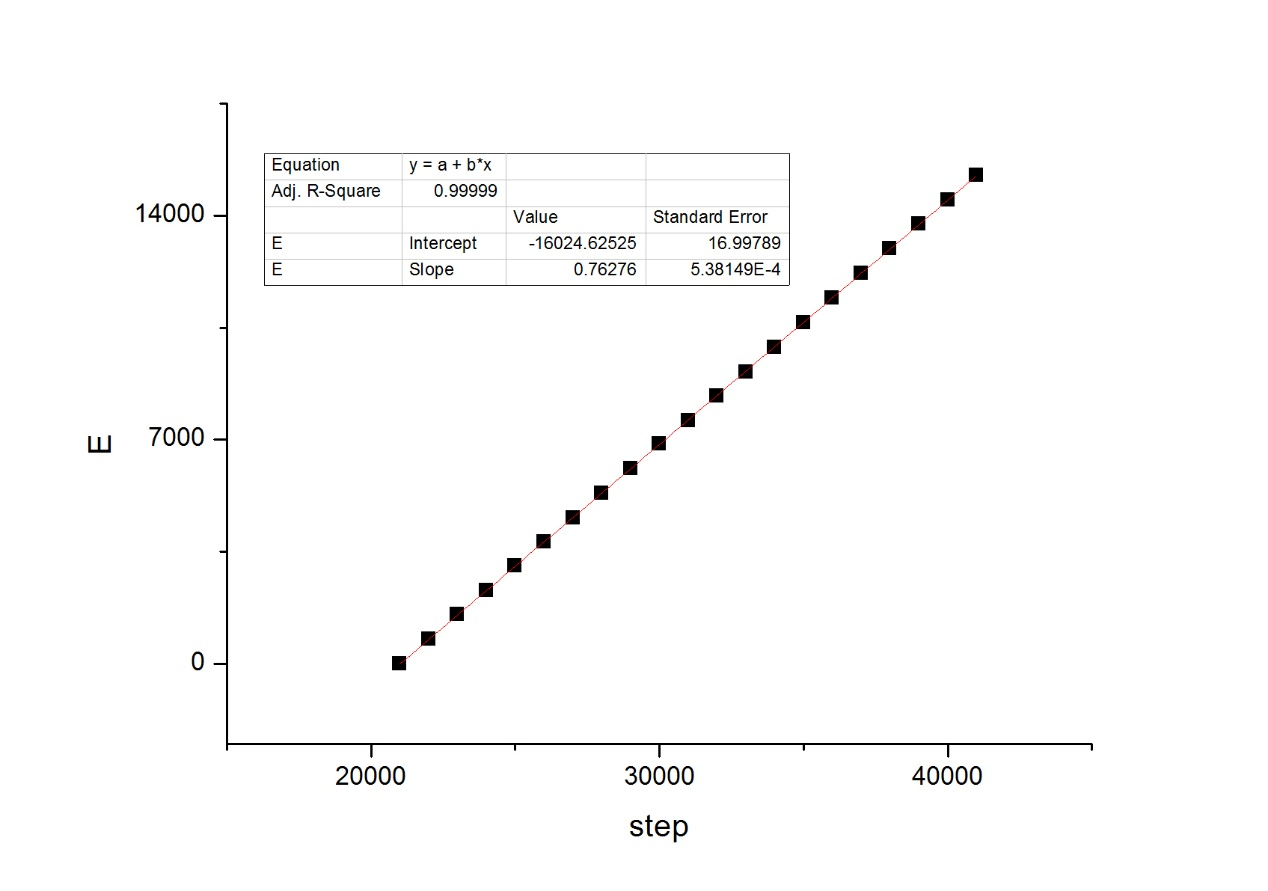 Equation y = a + b*x
Adj. R-Square 0.99999
Value Standard Error
E Intercept -16024.62525 16.99789
E Slope 0.76276 5.38149E-4
14000
7000
0
E
20000 30000 40000
step